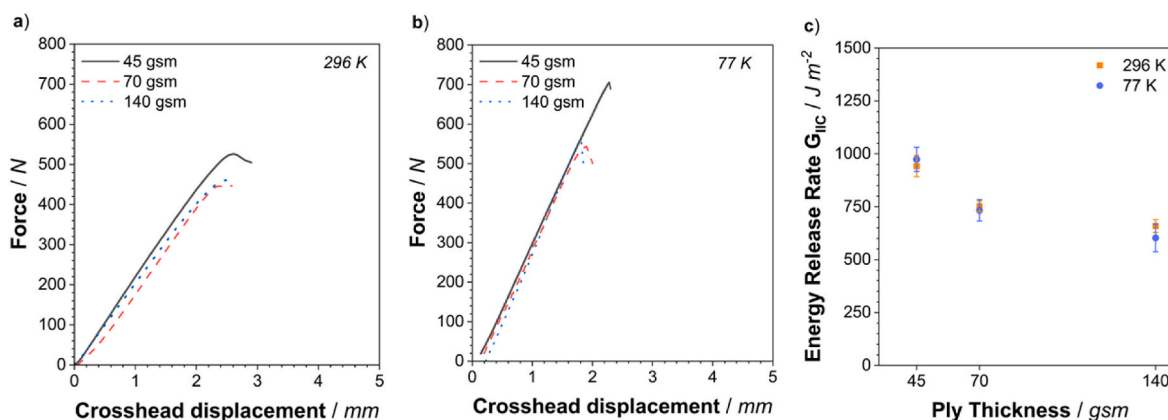 a)
800
700
600
500
400
300
200
100
0
Force / N
45 gsm
70 gsm
140 gsm
296 K
0 1 2 3 4 5
Crosshead displacement / mm
b)
800
700
600
500
400
300
200
100
0
Force / N
45 gsm
70 gsm
140 gsm
77 K
0 1 2 3 4 5
Crosshead displacement / mm
c)
1500
1250
1000
750
500
250
0
Energy Release Rate G_IIC / J m⁻²
296 K
77 K
45 70 140
Ply Thickness / gsm